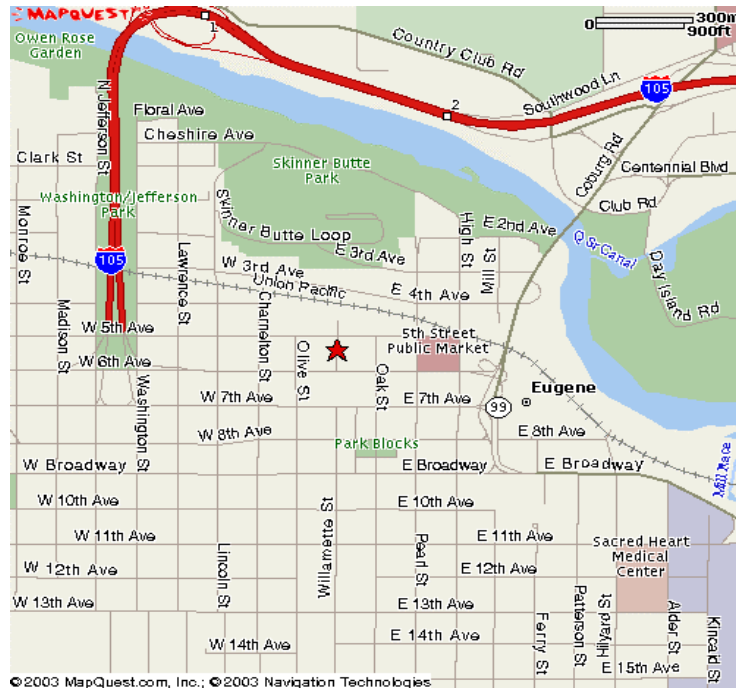 MAPQUEST
1
0 300m
900ft
Owen Rose
Garden
Country Club Rd
N Jefferson St
Southwood Ln
105
2
Floral Ave
Cheshire Ave
Coburg Rd
Clark St
Skinner Butte
Park
Centennial Blvd
Washington/Jefferson
Park
Club Rd
Monroe St
Skinner Butte Loop
High St
E 2nd Ave
Q St Canal
Day Island Rd
E 3rd Ave
Mill St
105
Lawrence St
W 3rd Ave
Union Pacific
E 4th Ave
Madison St
Charnelton St
W 5th Ave
5th Street
Public Market
W 6th Ave
Olive St
Oak St
Washington St
Eugene
W 7th Ave
E 7th Ave
99
W 8th Ave
E 8th Ave
Park Blocks
W Broadway
E Broadway
E Broadway
Mill Race
W 10th Ave
E 10th Ave
Willamette St
W 11th Ave
Pearl St
E 11th Ave
Sacred Heart
Medical
Center
W 12th Ave
Lincoln St
E 12th Ave
W 13th Ave
E 13th Ave
Ferry St
Patterson St
Hilyard St
Alder St
Kincaid St
W 14th Ave
E 14th Ave
E 15th Ave
©2003 MapQuest.com, Inc.; ©2003 Navigation Technologies